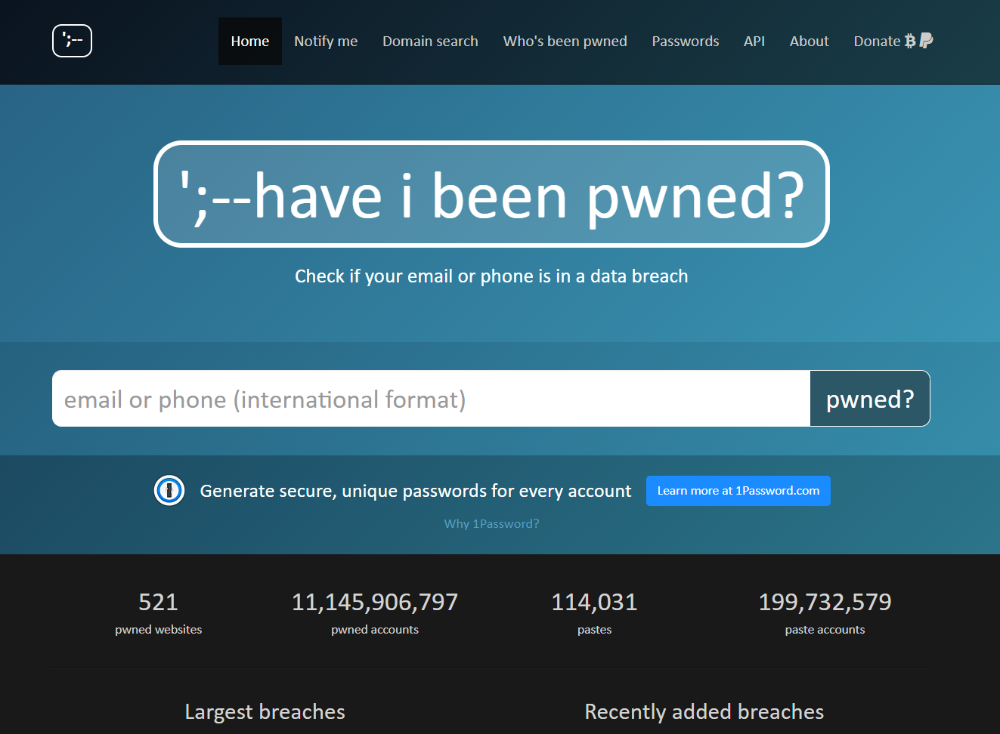 ';--
Home Notify me Domain search Who's been pwned Passwords API About Donate
';--have i been pwned?
Check if your email or phone is in a data breach
email or phone (international format) pwned?
Generate secure, unique passwords for every account Learn more at 1Password.com
Why 1Password?
521 11,145,906,797 114,031 199,732,579
pwned websites pwned accounts pastes paste accounts
Largest breaches Recently added breaches